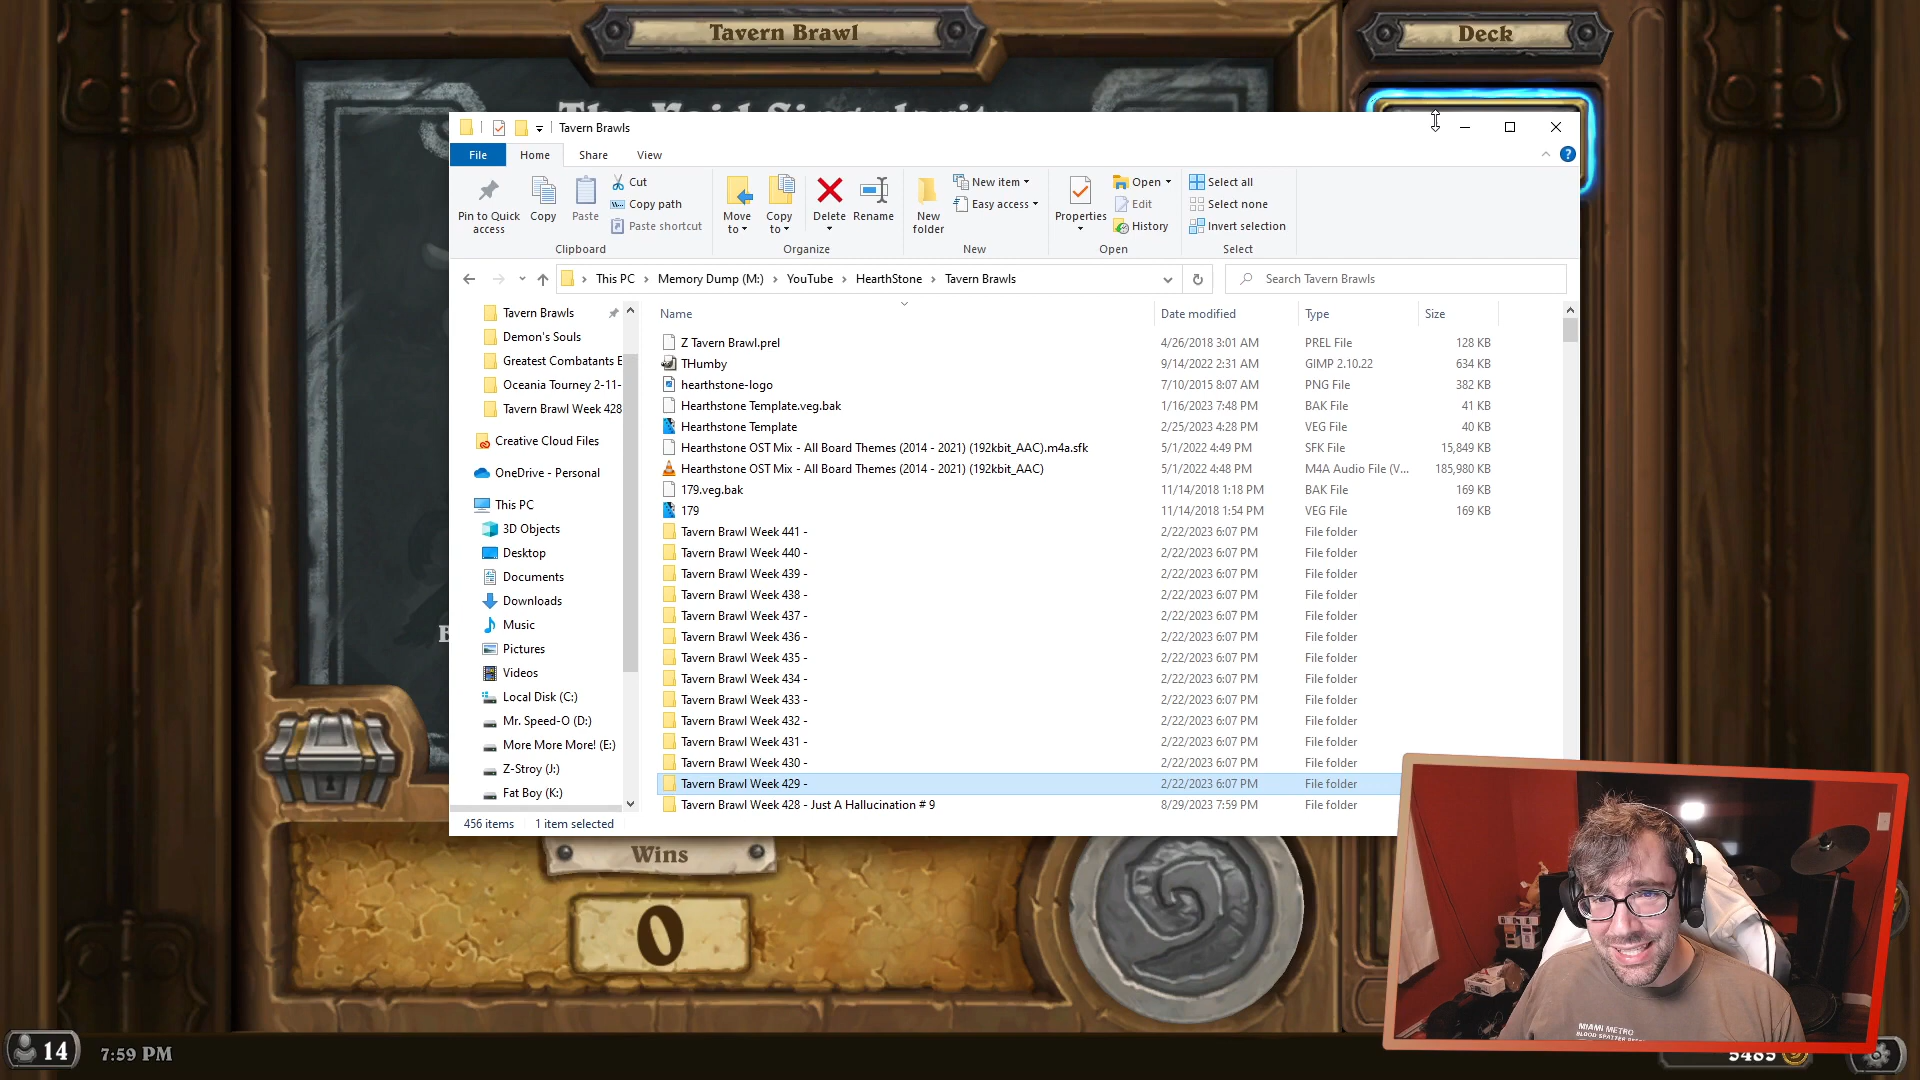 Tavern Brawl
Deck
Tavern Brawls
File Home Share View
Pin to Quick access
Copy
Paste
Cut
Copy path
Paste shortcut
Clipboard
Move to
Copy to
Delete
Rename
Organize
New folder
New item
Easy access
New
Properties
Open
Edit
History
Open
Select all
Select none
Invert selection
Select
This PC > Memory Dump (M:) > YouTube > HearthStone > Tavern Brawls
Search Tavern Brawls
Tavern Brawls
Demon's Souls
Greatest Combatants E
Oceania Tourney 2-11-
Tavern Brawl Week 428
Creative Cloud Files
OneDrive - Personal
This PC
3D Objects
Desktop
Documents
Downloads
Music
Pictures
Videos
Local Disk (C:)
Mr. Speed-O (D:)
More More More! (E:)
Z-Stroy (J:)
Fat Boy (K:)
Name Date modified Type Size
Z Tavern Brawl.prel 4/26/2018 3:01 AM PREL File 128 KB
THumby 9/14/2022 2:31 AM GIMP 2.10.22 634 KB
hearthstone-logo 7/10/2015 8:07 AM PNG File 382 KB
Hearthstone Template.veg.bak 1/16/2023 7:48 PM BAK File 41 KB
Hearthstone Template 2/25/2023 4:28 PM VEG File 40 KB
Hearthstone OST Mix - All Board Themes (2014 - 2021) (192kbit_AAC).m4a.sfk 5/1/2022 4:49 PM SFK File 15,849 KB
Hearthstone OST Mix - All Board Themes (2014 - 2021) (192kbit_AAC) 5/1/2022 4:48 PM M4A Audio File (V... 185,980 KB
179.veg.bak 11/14/2018 1:18 PM BAK File 169 KB
179 11/14/2018 1:54 PM VEG File 169 KB
Tavern Brawl Week 441 - 2/22/2023 6:07 PM File folder
Tavern Brawl Week 440 - 2/22/2023 6:07 PM File folder
Tavern Brawl Week 439 - 2/22/2023 6:07 PM File folder
Tavern Brawl Week 438 - 2/22/2023 6:07 PM File folder
Tavern Brawl Week 437 - 2/22/2023 6:07 PM File folder
Tavern Brawl Week 436 - 2/22/2023 6:07 PM File folder
Tavern Brawl Week 435 - 2/22/2023 6:07 PM File folder
Tavern Brawl Week 434 - 2/22/2023 6:07 PM File folder
Tavern Brawl Week 433 - 2/22/2023 6:07 PM File folder
Tavern Brawl Week 432 - 2/22/2023 6:07 PM File folder
Tavern Brawl Week 431 - 2/22/2023 6:07 PM File folder
Tavern Brawl Week 430 - 2/22/2023 6:07 PM File folder
Tavern Brawl Week 429 - 2/22/2023 6:07 PM File folder
Tavern Brawl Week 428 - Just A Hallucination # 9 8/29/2023 7:59 PM File folder
456 items 1 item selected
Wins
0
14
7:59 PM
MIAMI METRO
BLOOD SPATTER
5485